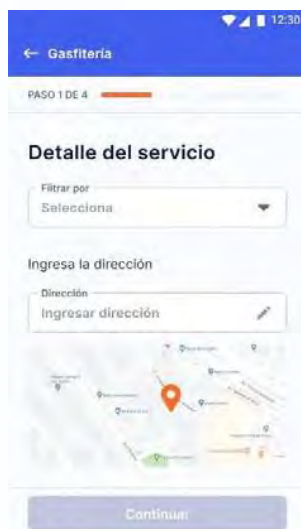 12:30
← Gasfitería
PASO 1 DE 4
Detalle del servicio
Filtrar por
Selecciona
Ingresa la dirección
Dirección
Ingresar dirección
Continuar